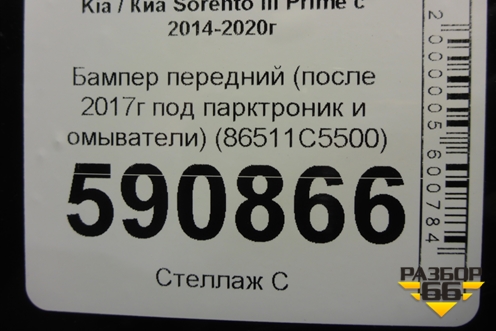 Kia / Киа Sorento III Prime с
2014-2020г
Бампер передний (после
2017г под парктроник и
омыватели) (86511C5500)
590866
Стеллаж С
2000005600784
РАЗБОР
66